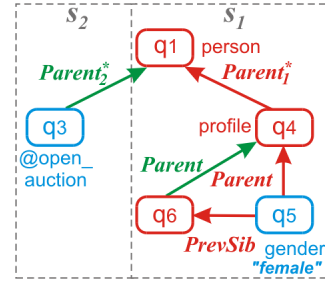 S₂ S₁
q1 person
Parent₂* Parent₁*
q3 profile q4
@open_
auction
Parent Parent
q6 q5
PrevSib gender
"female"